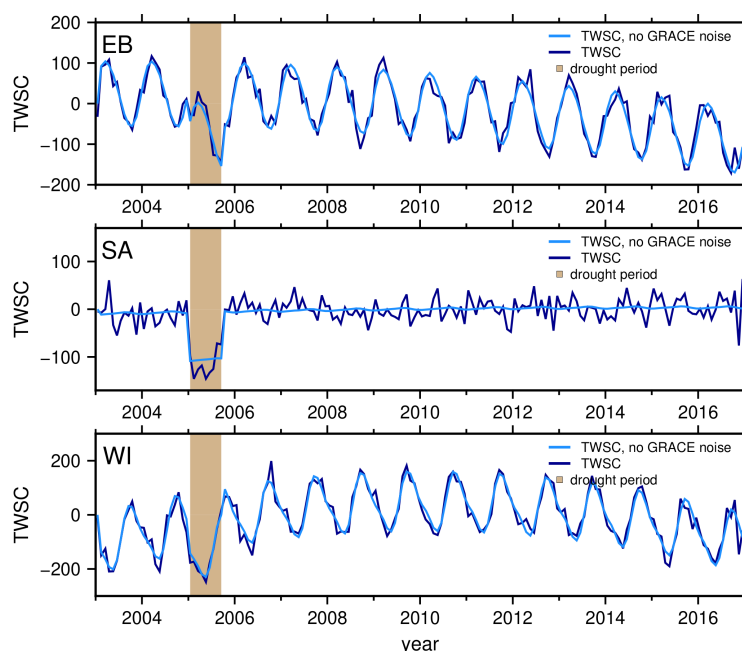 EB
TWSC, no GRACE noise
TWSC
drought period
TWSC
200
100
0
−100
−200
2004 2006 2008 2010 2012 2014 2016
SA
TWSC, no GRACE noise
TWSC
drought period
TWSC
100
0
−100
2004 2006 2008 2010 2012 2014 2016
WI
TWSC, no GRACE noise
TWSC
drought period
TWSC
200
0
−200
2004 2006 2008 2010 2012 2014 2016
year